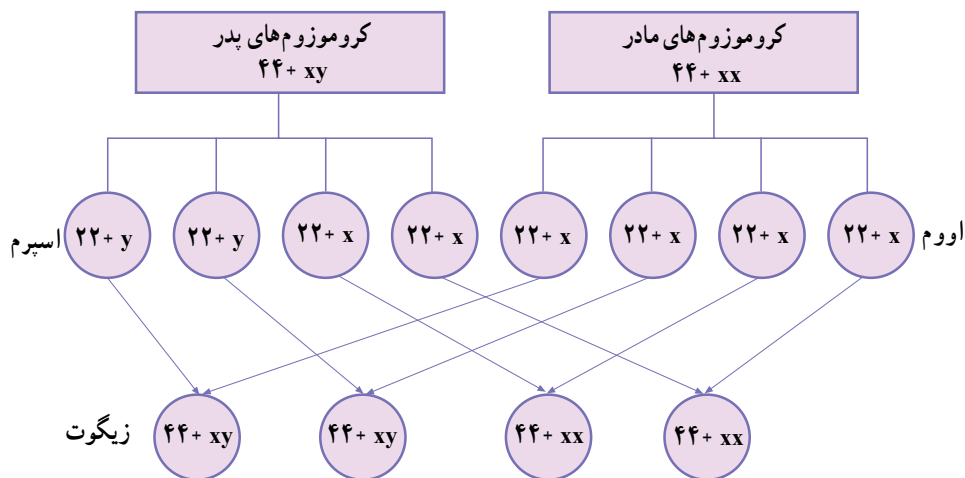 کروموزوم‌های مادر
۴۴+ xx
کروموزوم‌های پدر
۴۴+ xy
اووم
۲۲+ x
۲۲+ x
۲۲+ x
۲۲+ x
۲۲+ x
۲۲+ x
۲۲+ y
۲۲+ y
اسپرم
۴۴+ xx
۴۴+ xx
۴۴+ xy
۴۴+ xy
زیگوت